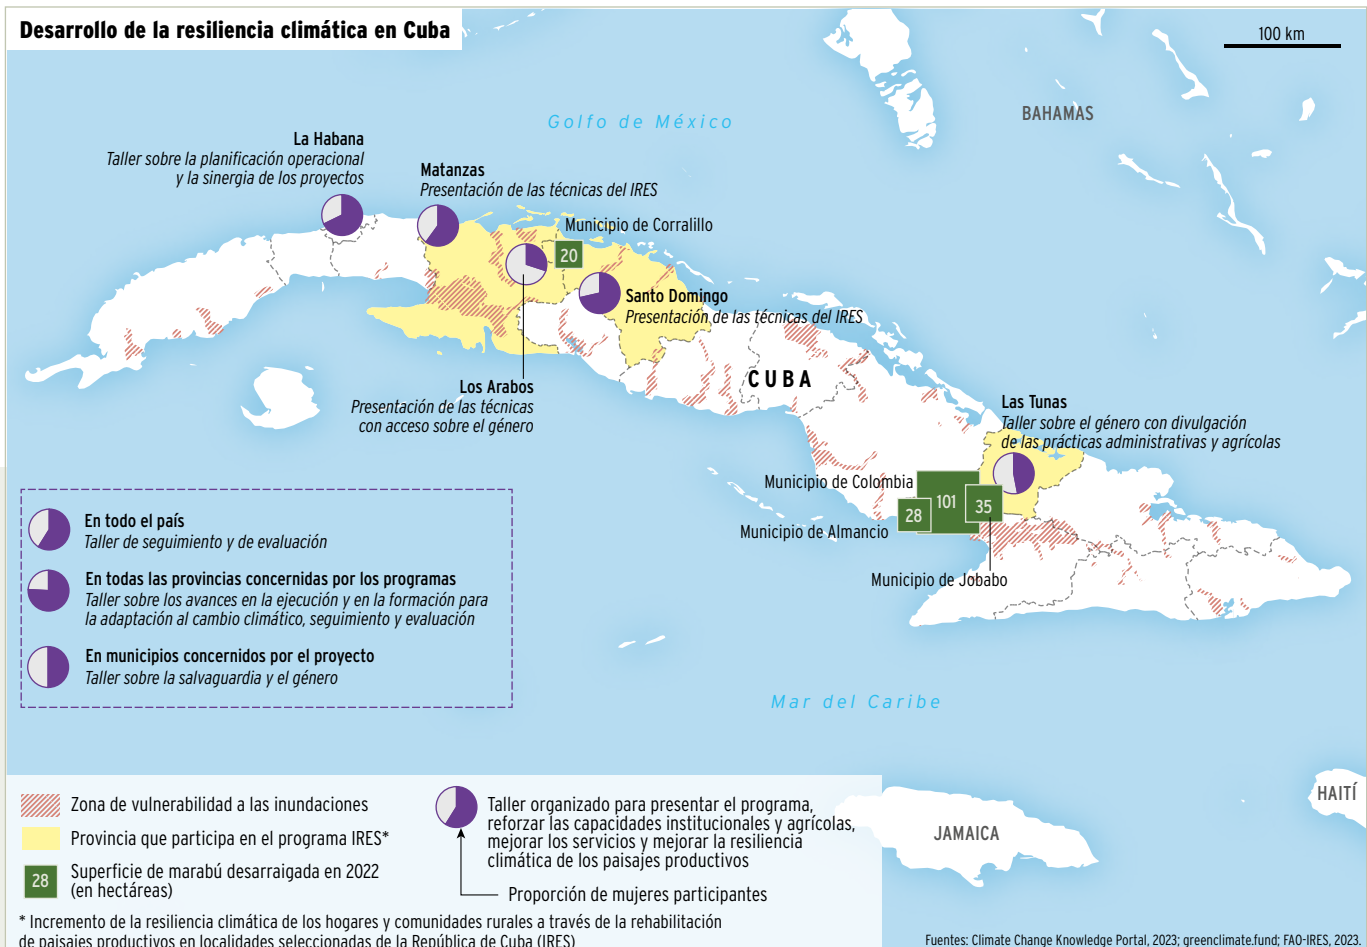 Desarrollo de la resiliencia climática en Cuba
100 km
Golfo de México
BAHAMAS
La Habana
Taller sobre la planificación operacional
y la sinergia de los proyectos
Matanzas
Presentación de las técnicas del IRES
Municipio de Corralillo
20
Santo Domingo
Presentación de las técnicas del IRES
CUBA
Los Arabos
Presentación de las técnicas
con acceso sobre el género
Las Tunas
Taller sobre el género con divulgación
de las prácticas administrativas y agrícolas
Municipio de Colombia
101
35
28
Municipio de Almancio
Municipio de Jobabo
En todo el país
Taller de seguimiento y de evaluación
En todas las provincias concernidas por los programas
Taller sobre los avances en la ejecución y en la formación para
la adaptación al cambio climático, seguimiento y evaluación
En municipios concernidos por el proyecto
Taller sobre la salvaguardia y el género
Mar del Caribe
HAITÍ
JAMAICA
Zona de vulnerabilidad a las inundaciones
Provincia que participa en el programa IRES*
28
Superficie de marabú desarraigada en 2022
(en hectáreas)
Taller organizado para presentar el programa,
reforzar las capacidades institucionales y agrícolas,
mejorar los servicios y mejorar la resiliencia
climática de los paisajes productivos
Proporción de mujeres participantes
* Incremento de la resiliencia climática de los hogares y comunidades rurales a través de la rehabilitación
de paisajes productivos en localidades seleccionadas de la República de Cuba (IRES)
Fuentes: Climate Change Knowledge Portal, 2023; greenclimate.fund; FAO-IRES, 2023.